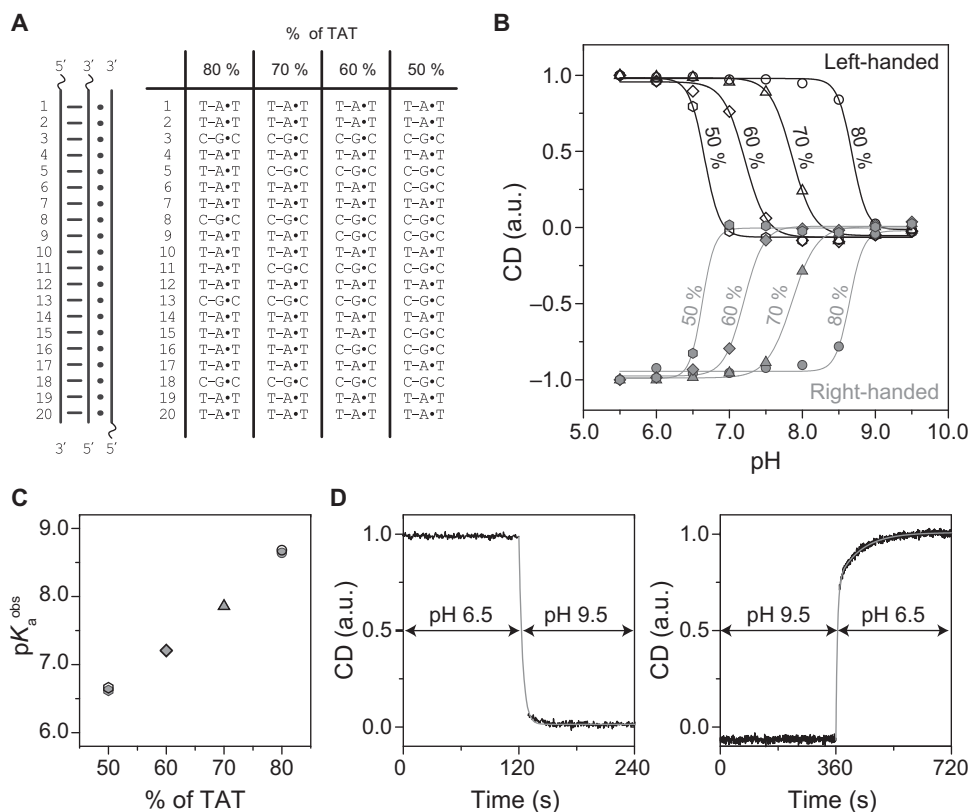 A
% of TAT
5' 3' 3'
80 % 70 % 60 % 50 %
1 1 T-A•T T-A•T T-A•T T-A•T
2 2 T-A•T T-A•T T-A•T T-A•T
3 3 C-G•C C-G•C C-G•C C-G•C
4 4 T-A•T T-A•T T-A•T T-A•T
5 5 T-A•T C-G•C C-G•C C-G•C
6 6 T-A•T T-A•T T-A•T T-A•T
7 7 T-A•T T-A•T T-A•T T-A•T
8 8 C-G•C C-G•C C-G•C C-G•C
9 9 T-A•T T-A•T C-G•C C-G•C
10 10 T-A•T T-A•T T-A•T T-A•T
11 11 T-A•T C-G•C C-G•C C-G•C
12 12 T-A•T T-A•T T-A•T T-A•T
13 13 C-G•C C-G•C C-G•C C-G•C
14 14 T-A•T T-A•T T-A•T T-A•T
15 15 T-A•T T-A•T T-A•T C-G•C
16 16 T-A•T T-A•T C-G•C C-G•C
17 17 T-A•T T-A•T T-A•T T-A•T
18 18 C-G•C C-G•C C-G•C C-G•C
19 19 T-A•T T-A•T T-A•T T-A•T
20 20 T-A•T T-A•T T-A•T T-A•T
3' 5' 5'
B
Left-handed
50 % 60 % 70 % 80 %
50 % 60 % 70 % 80 %
Right-handed
1.0
0.5
0.0
–0.5
–1.0
CD (a.u.)
5.0 6.0 7.0 8.0 9.0 10.0
pH
C
9.0
8.0
7.0
6.0
pKaobs
50 60 70 80
% of TAT
D
1.0
0.5
0.0
CD (a.u.)
pH 6.5 pH 9.5
0 120 240
Time (s)
1.0
0.5
0.0
CD (a.u.)
pH 9.5 pH 6.5
0 360 720
Time (s)